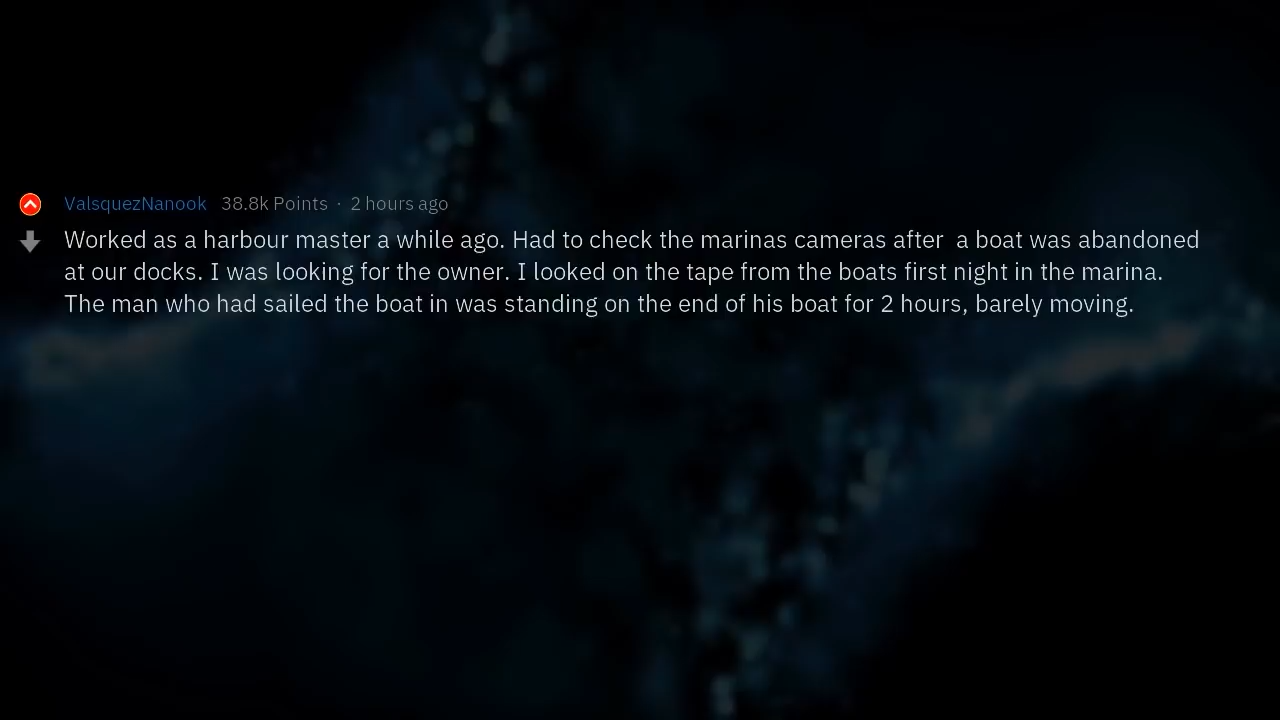 ValsquezNanook 38.8k Points · 2 hours ago
Worked as a harbour master a while ago. Had to check the marinas cameras after  a boat was abandoned
at our docks. I was looking for the owner. I looked on the tape from the boats first night in the marina.
The man who had sailed the boat in was standing on the end of his boat for 2 hours, barely moving.